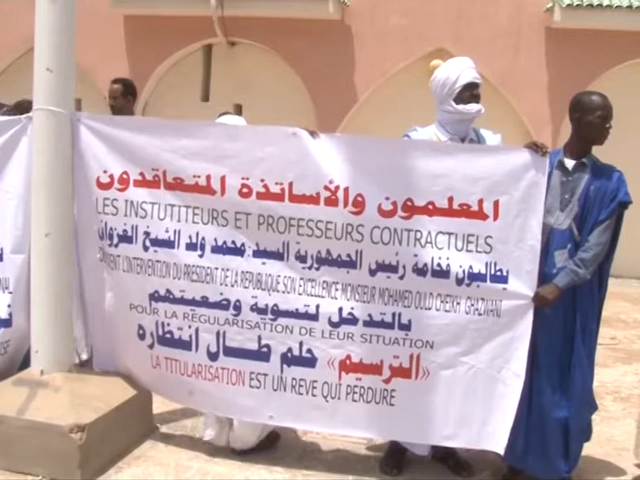 المعلمون والأساتذة المتعاقدون
LES INSTUTITEURS ET PROFESSEURS CONTRACTUELS
يطالبون فخامة رئيس الجمهورية السيد: محمد ولد الشيخ الغزواني
L'INTERVENTION DU PRESIDENT DE LA REPUBLIQUE SON EXCELLENCE MONSIEUR MOHAMED OULD CHEIKH GHAZWANI
بالتدخل لتسوية وضعيتهم
POUR LA REGULARISATION DE LEUR SITUATION
«الترسيم» حلم طال انتظاره
LA TITULARISATION EST UN REVE QUI PERDURE